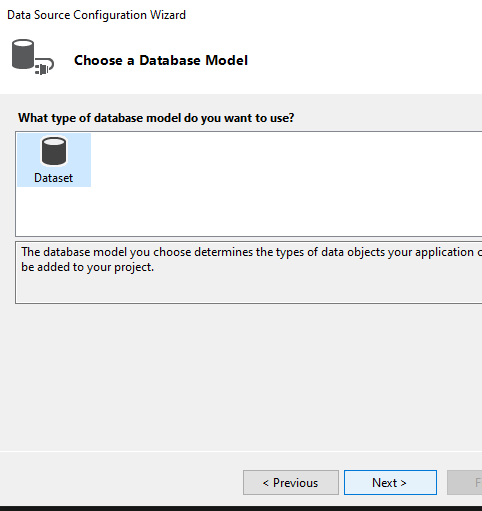 Data Source Configuration Wizard
Choose a Database Model
What type of database model do you want to use?
Dataset
The database model you choose determines the types of data objects your application
be added to your project.
< Previous
Next >